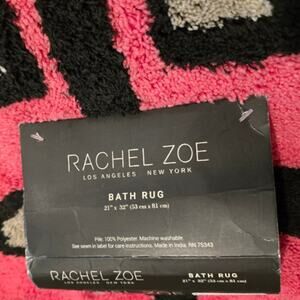 RACHEL ZOE
LOS ANGELES NEW YORK
BATH RUG
21" x 32" (53 cm x 81 cm)
Pile: 100% Polyester. Machine washable
See sewn in label for care instructions. Made in India. RN 75343
RACHEL ZOE
LOS ANGELES NEW YORK
BATH RUG
21" x 32" (53 cm x 81 cm)